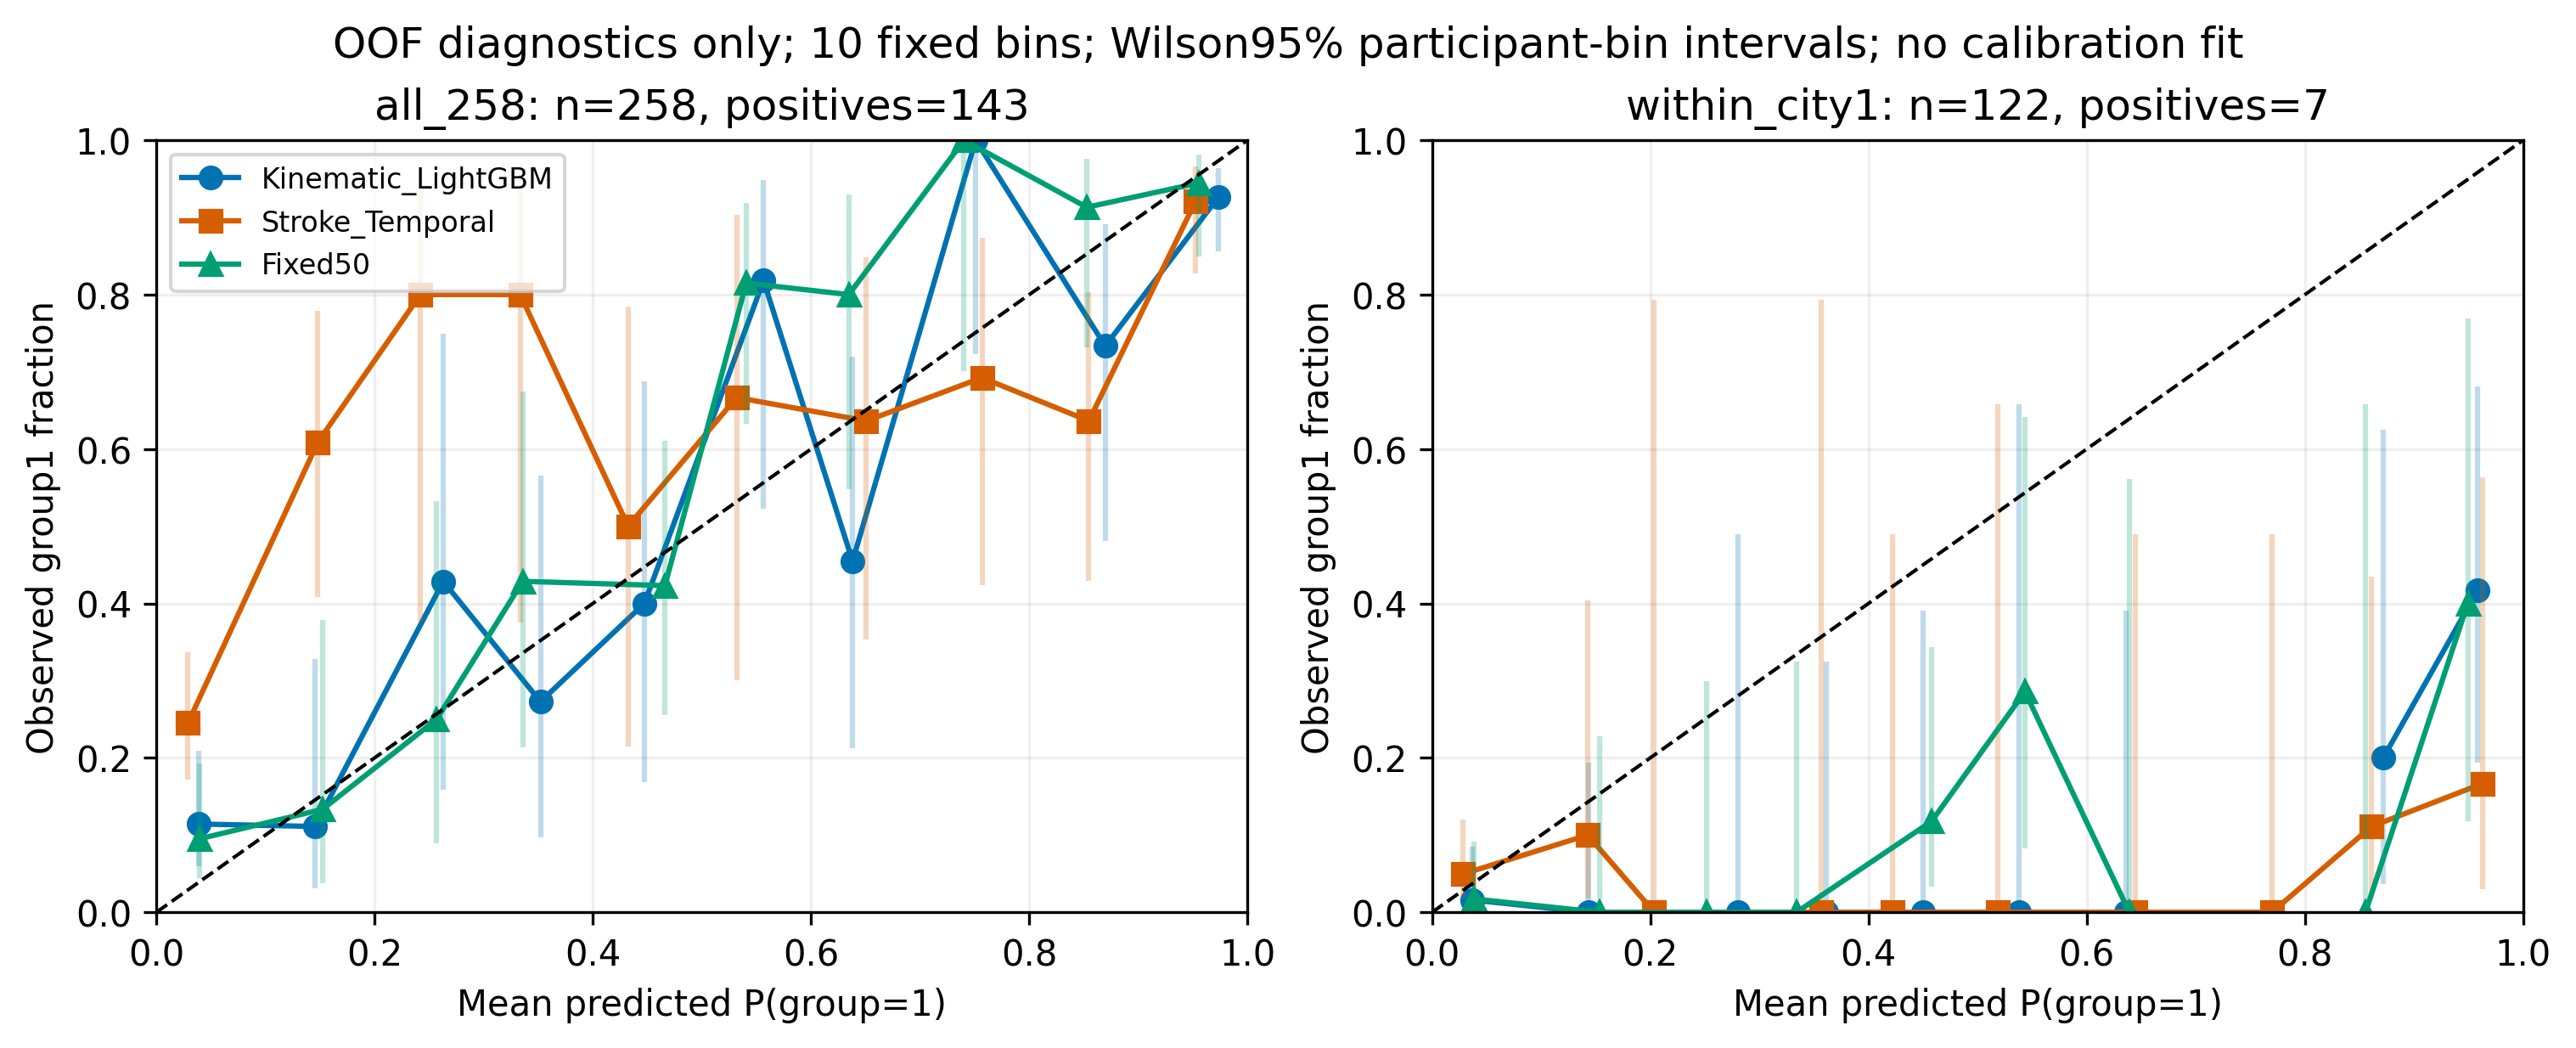 OOF diagnostics only; 10 fixed bins; Wilson95% participant-bin intervals; no calibration fit
all_258: n=258, positives=143
1.0
0.8
0.6
0.4
0.2
0.0
0.0 0.2 0.4 0.6 0.8 1.0
Observed group1 fraction
Mean predicted P(group=1)
Kinematic_LightGBM
Stroke_Temporal
Fixed50
within_city1: n=122, positives=7
1.0
0.8
0.6
0.4
0.2
0.0
0.0 0.2 0.4 0.6 0.8 1.0
Observed group1 fraction
Mean predicted P(group=1)